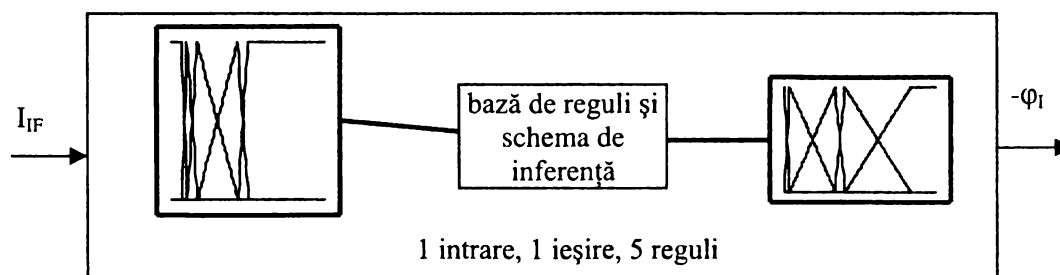 I_IF
bază de reguli şi
schema de
inferenţă
-φ_I
1 intrare, 1 ieşire, 5 reguli